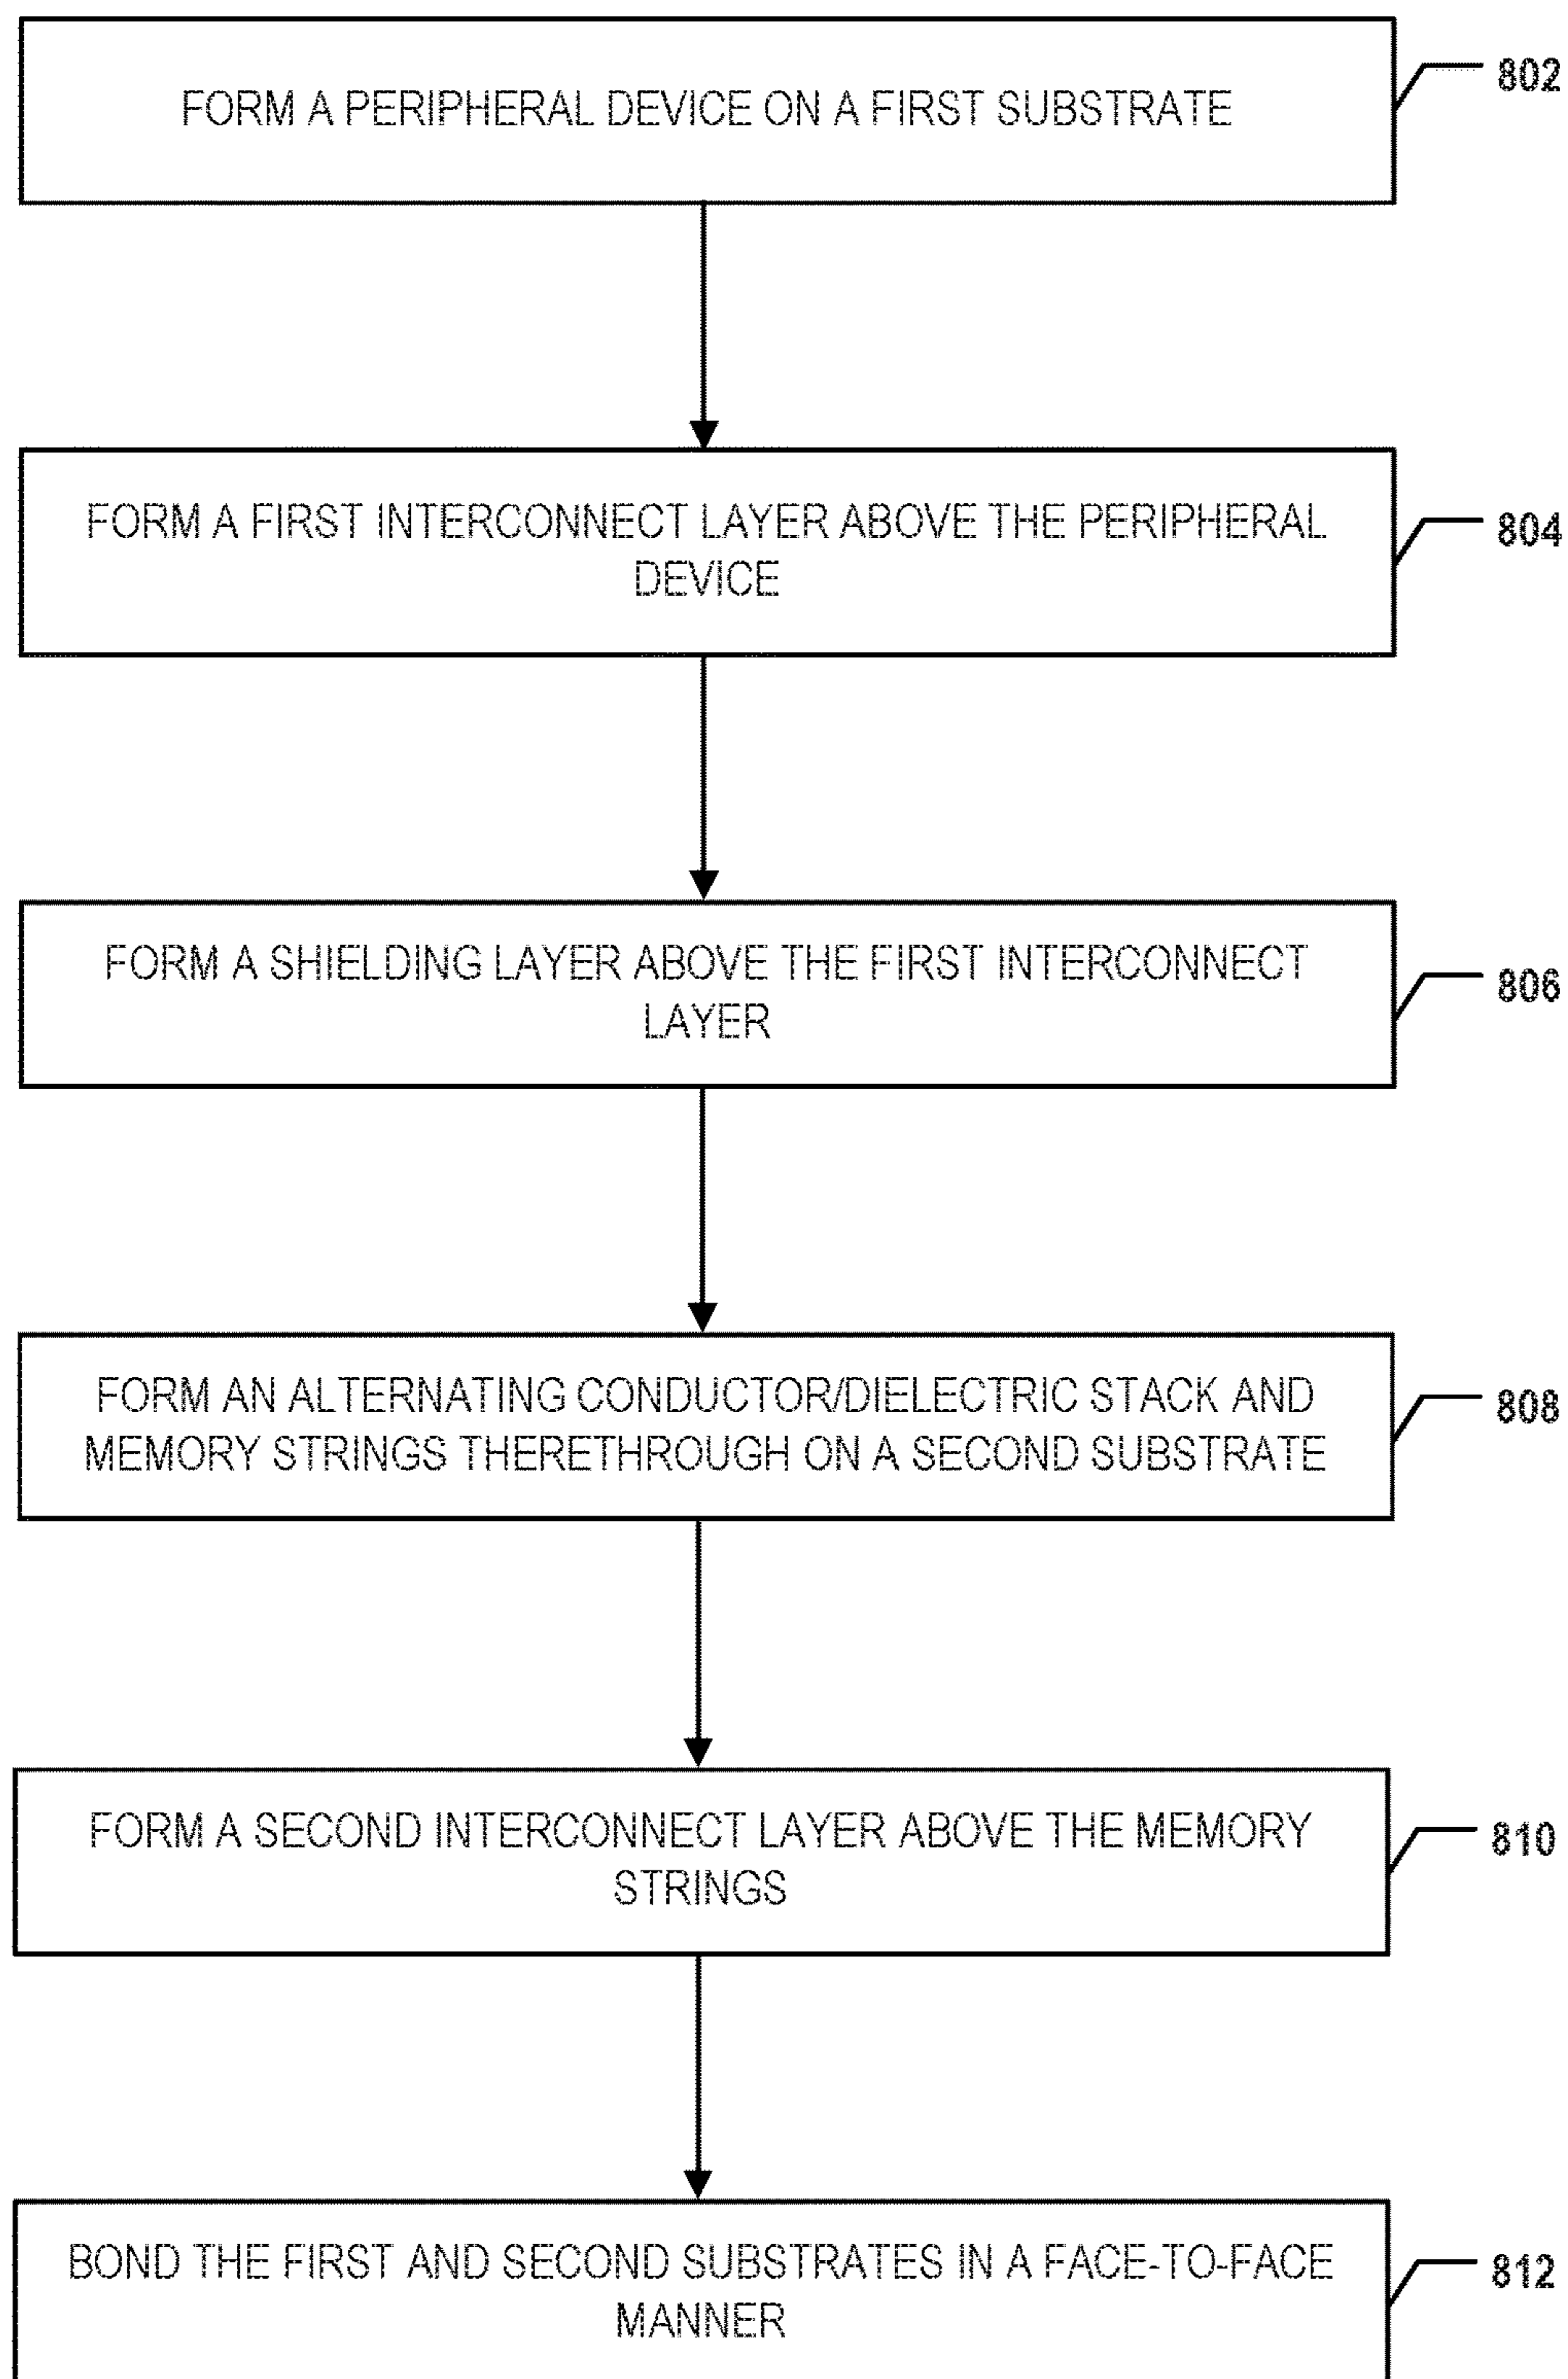 FORM A PERIPHERAL DEVICE ON A FIRST SUBSTRATE
802
FORM A FIRST INTERCONNECT LAYER ABOVE THE PERIPHERAL
DEVICE
804
FORM A SHIELDING LAYER ABOVE THE FIRST INTERCONNECT
LAYER
806
FORM AN ALTERNATING CONDUCTOR/DIELECTRIC STACK AND
MEMORY STRINGS THERETHROUGH ON A SECOND SUBSTRATE
808
FORM A SECOND INTERCONNECT LAYER ABOVE THE MEMORY
STRINGS
810
BOND THE FIRST AND SECOND SUBSTRATES IN A FACE-TO-FACE
MANNER
812